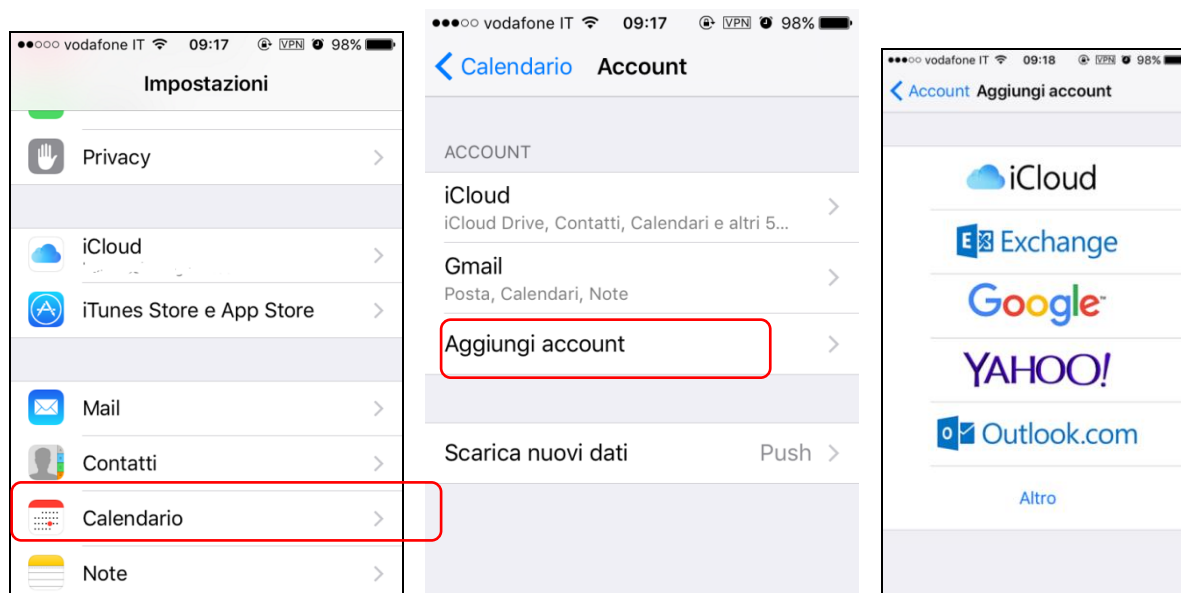 vodafone IT 09:17 VPN 98%
Impostazioni
Privacy
iCloud
iTunes Store e App Store
Mail
Contatti
Calendario
Note
vodafone IT 09:17 VPN 98%
Calendario Account
ACCOUNT
iCloud
iCloud Drive, Contatti, Calendari e altri 5...
Gmail
Posta, Calendari, Note
Aggiungi account
Scarica nuovi dati Push
vodafone IT 09:18 VPN 98%
Account Aggiungi account
iCloud
E Exchange
Google
YAHOO!
o Outlook.com
Altro